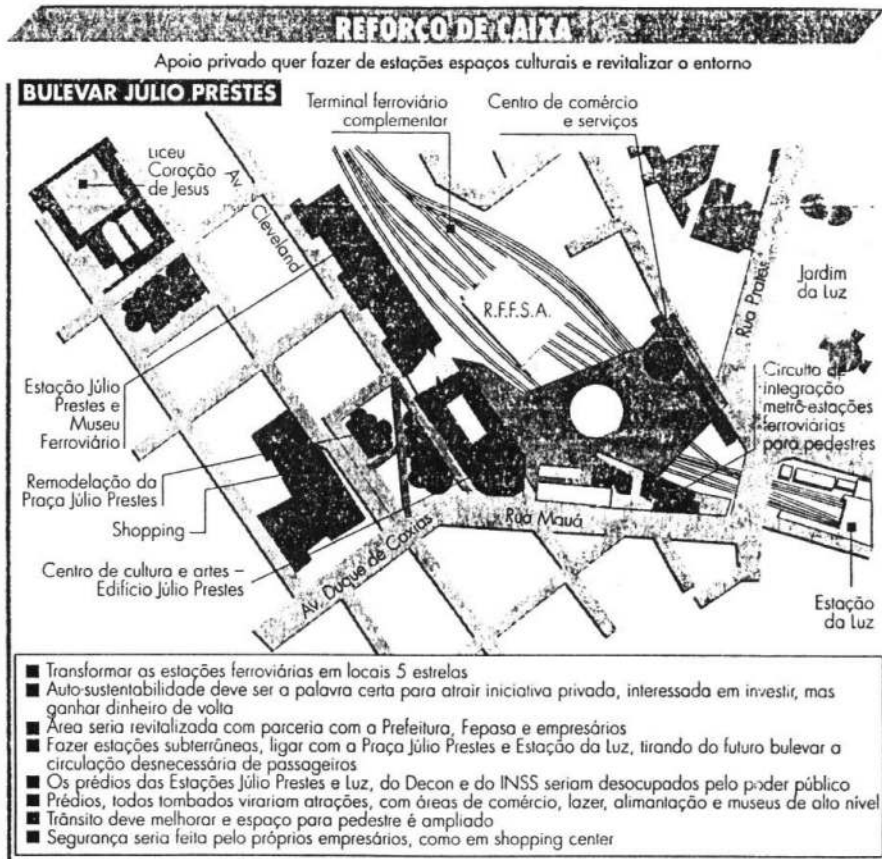 REFORÇO DE CAIXA
Apoio privado quer fazer de estações espaços culturais e revitalizar o entorno
BULEVAR JÚLIO PRESTES
Terminal ferroviário
complementar
Centro de comércio
e serviços
Liceu
Coração
de Jesus
Av.
Cleveland
R.F.F.S.A.
Rua Prates
Jardim
da Luz
Estação Júlio
Prestes e
Museu
Ferroviário
Circuito de
integração
metrô-estações
ferroviárias
para pedestres
Remodelação da
Praça Júlio Prestes
Shopping
Rua Mauá
Centro de cultura e artes –
Edifício Júlio Prestes
Av. Duque de Caxias
Estação
da Luz
■ Transformar as estações ferroviárias em locais 5 estrelas
■ Auto-sustentabilidade deve ser a palavra certa para atrair iniciativa privada, interessada em investir, mas
ganhar dinheiro de volta
■ Área seria revitalizada com parceria com a Prefeitura, Fepasa e empresários
■ Fazer estações subterrâneas, ligar com a Praça Júlio Prestes e Estação da Luz, tirando do futuro bulevar a
circulação desnecessária de passageiros
■ Os prédios das Estações Júlio Prestes e Luz, do Decon e do INSS seriam desocupados pelo poder público
■ Prédios, todos tombados virariam atrações, com áreas de comércio, lazer, alimantação e museus de alto nível
■ Trânsito deve melhorar e espaço para pedestre é ampliado
■ Segurança seria feita pelo próprios empresários, como em shopping center